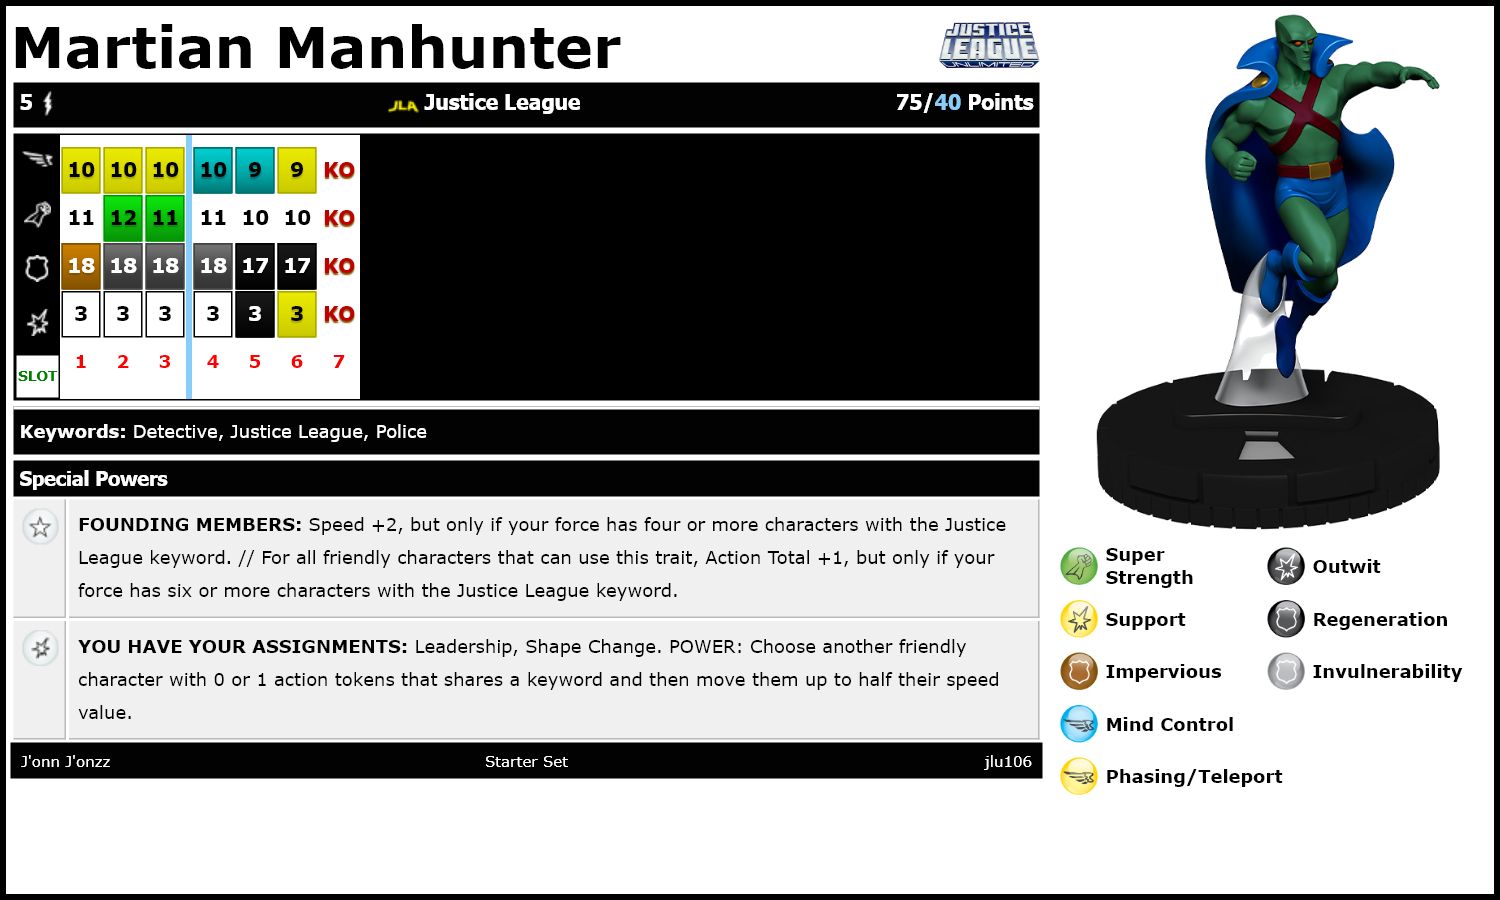 Martian Manhunter
JUSTICE
LEAGUE
UNLIMITED
5 JLA Justice League 75/40 Points
10 10 10 10 9 9 KO
11 12 11 11 10 10 KO
18 18 18 18 17 17 KO
3 3 3 3 3 3 KO
SLOT 1 2 3 4 5 6 7
Keywords: Detective, Justice League, Police
Special Powers
FOUNDING MEMBERS: Speed +2, but only if your force has four or more characters with the Justice
League keyword. // For all friendly characters that can use this trait, Action Total +1, but only if your
force has six or more characters with the Justice League keyword.
YOU HAVE YOUR ASSIGNMENTS: Leadership, Shape Change. POWER: Choose another friendly
character with 0 or 1 action tokens that shares a keyword and then move them up to half their speed
value.
J'onn J'onzz Starter Set jlu106
Super
Strength
Outwit
Support
Regeneration
Impervious
Invulnerability
Mind Control
Phasing/Teleport